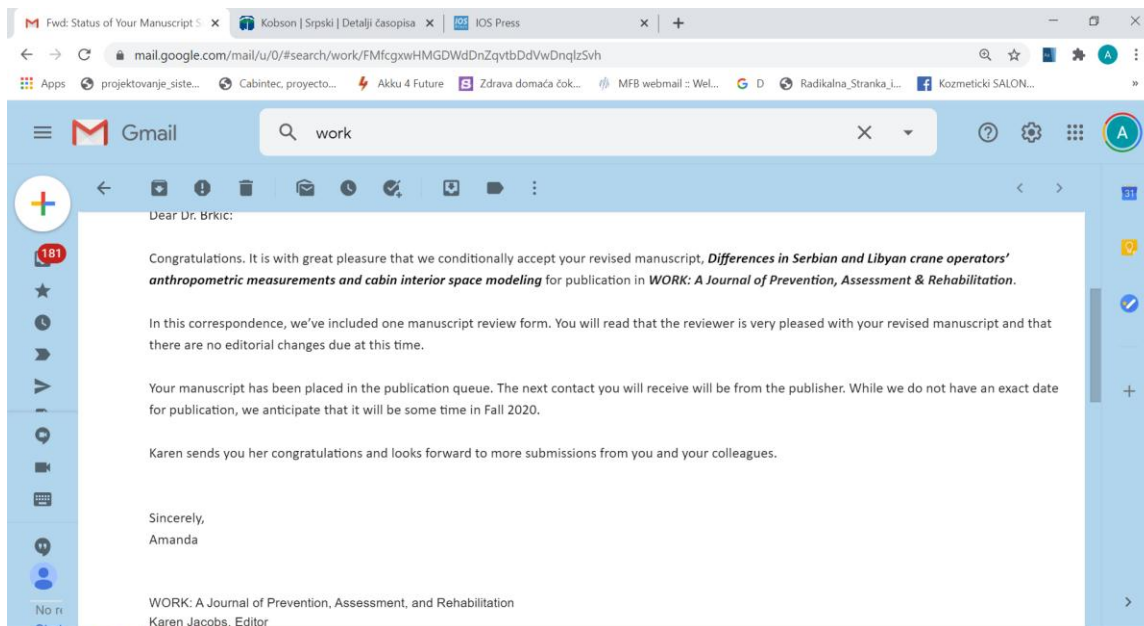 Fwd: Status of Your Manuscript S
Kobson | Srpski | Detalji časopisa
IOS Press
mail.google.com/mail/u/0/#search/work/FMfcgxwHMGDWdDnZqvtbDdVwDnqlzSvh
A
Apps
projektovanje_siste...
Cabintec, proyecto...
Akku 4 Future
Zdrava domaća čok...
MFB webmail :: Wel...
G D
Radikalna_Stranka_i...
Kozmeticki SALON...
»
Gmail
work
A
31
181
Dear Dr. Brkic:
Congratulations. It is with great pleasure that we conditionally accept your revised manuscript, Differences in Serbian and Libyan crane operators'
anthropometric measurements and cabin interior space modeling for publication in WORK: A Journal of Prevention, Assessment & Rehabilitation.
In this correspondence, we've included one manuscript review form. You will read that the reviewer is very pleased with your revised manuscript and that
there are no editorial changes due at this time.
Your manuscript has been placed in the publication queue. The next contact you will receive will be from the publisher. While we do not have an exact date
for publication, we anticipate that it will be some time in Fall 2020.
Karen sends you her congratulations and looks forward to more submissions from you and your colleagues.
Sincerely,
Amanda
WORK: A Journal of Prevention, Assessment, and Rehabilitation
Karen Jacobs, Editor
No